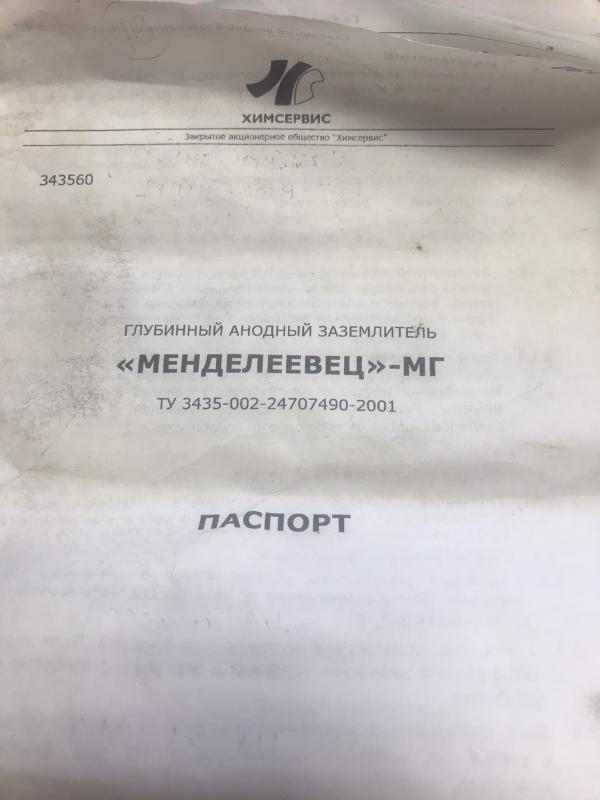 ХИМСЕРВИС
Закрытое акционерное общество "Химсервис"
343560
ГЛУБИННЫЙ АНОДНЫЙ ЗАЗЕМЛИТЕЛЬ
«МЕНДЕЛЕЕВЕЦ»-МГ
ТУ 3435-002-24707490-2001
ПАСПОРТ